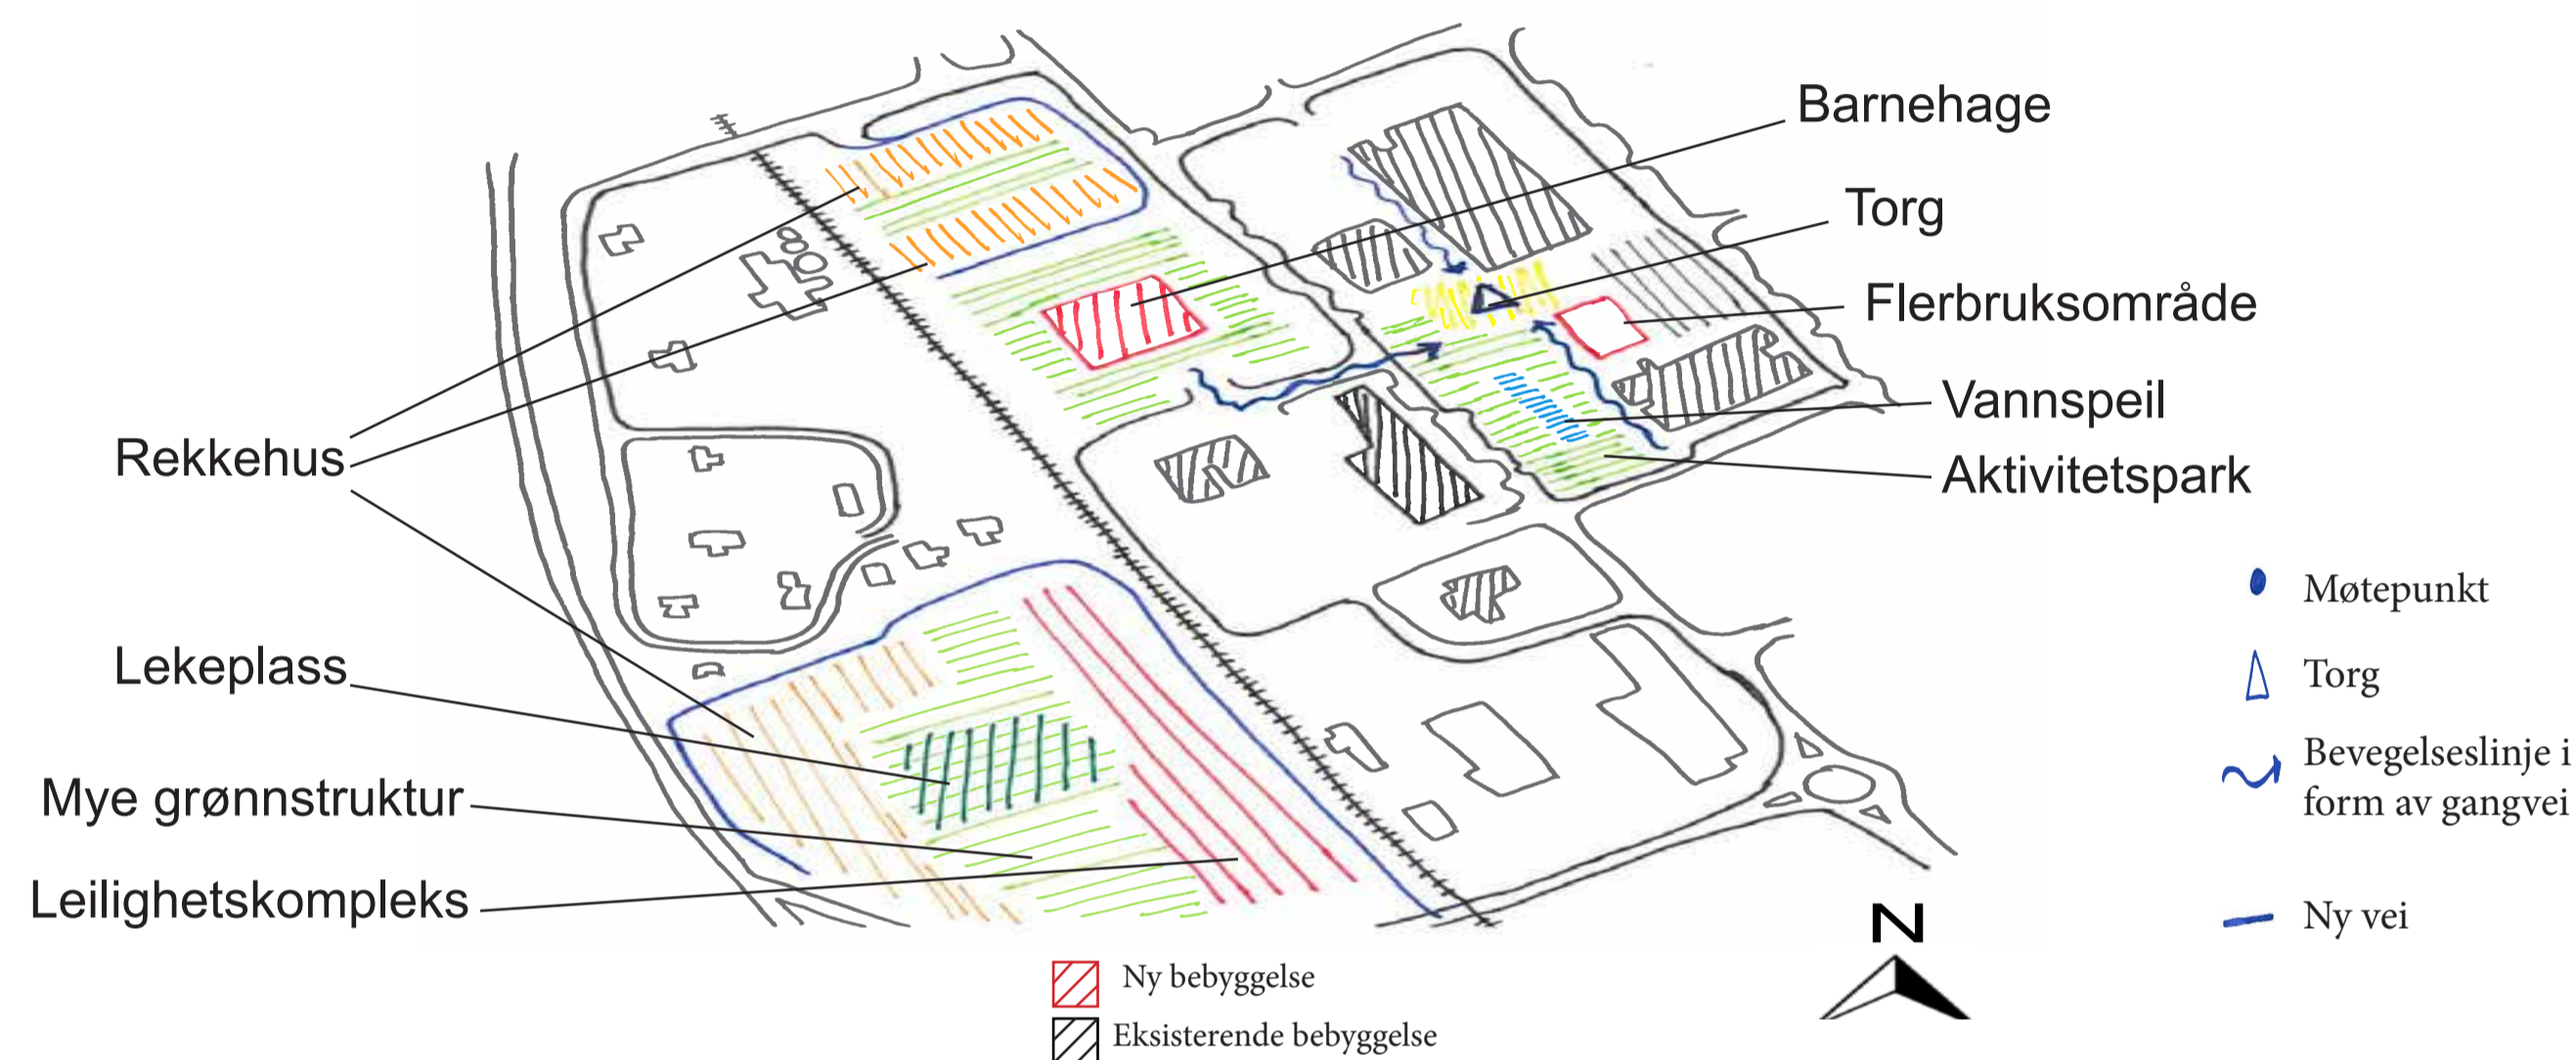 Barnehage
Torg
Flerbruksområde
Vannspeil
Aktivitetspark
Rekkehus
Lekeplass
Mye grønnstruktur
Leilighetskompleks
Møtepunkt
Torg
Bevegelseslinje i
form av gangvei
Ny vei
N
Ny bebyggelse
Eksisterende bebyggelse